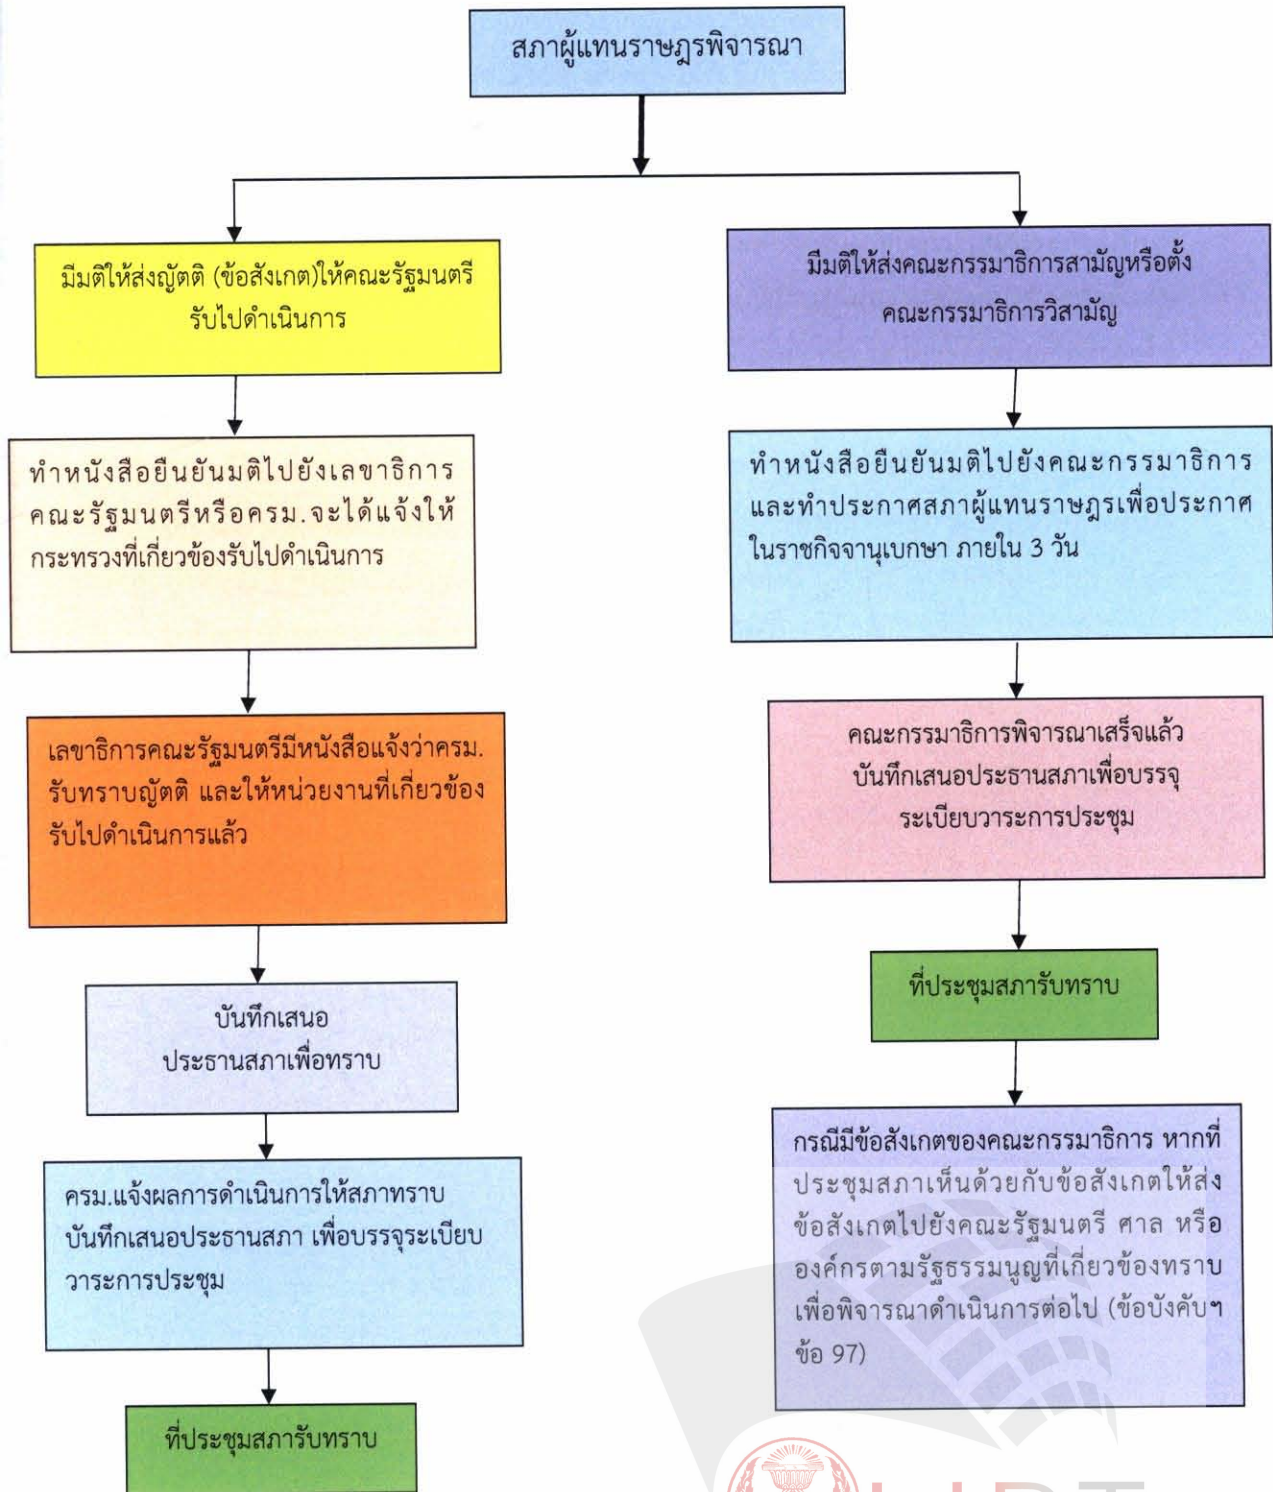 สภาผู้แทนราษฎรพิจารณา
มีมติให้ส่งญัตติ (ข้อสังเกต)ให้คณะรัฐมนตรี
รับไปดำเนินการ
ทำหนังสือยืนยันมติไปยังเลขาธิการ
คณะรัฐมนตรีหรือครม.จะได้แจ้งให้
กระทรวงที่เกี่ยวข้องรับไปดำเนินการ
เลขาธิการคณะรัฐมนตรีมีหนังสือแจ้งว่าครม.
รับทราบญัตติ และให้หน่วยงานที่เกี่ยวข้อง
รับไปดำเนินการแล้ว
บันทึกเสนอ
ประธานสภาเพื่อทราบ
ครม.แจ้งผลการดำเนินการให้สภาทราบ
บันทึกเสนอประธานสภา เพื่อบรรจุระเบียบ
วาระการประชุม
ที่ประชุมสภารับทราบ
มีมติให้ส่งคณะกรรมาธิการสามัญหรือตั้ง
คณะกรรมาธิการวิสามัญ
ทำหนังสือยืนยันมติไปยังคณะกรรมาธิการ
และทำประกาศสภาผู้แทนราษฎรเพื่อประกาศ
ในราชกิจจานุเบกษา ภายใน 3 วัน
คณะกรรมาธิการพิจารณาเสร็จแล้ว
บันทึกเสนอประธานสภาเพื่อบรรจุ
ระเบียบวาระการประชุม
ที่ประชุมสภารับทราบ
กรณีมีข้อสังเกตของคณะกรรมาธิการ หากที่
ประชุมสภาเห็นด้วยกับข้อสังเกตให้ส่ง
ข้อสังเกตไปยังคณะรัฐมนตรี ศาล หรือ
องค์กรตามรัฐธรรมนูญที่เกี่ยวข้องทราบ
เพื่อพิจารณาดำเนินการต่อไป (ข้อบังคับฯ
ข้อ 97)